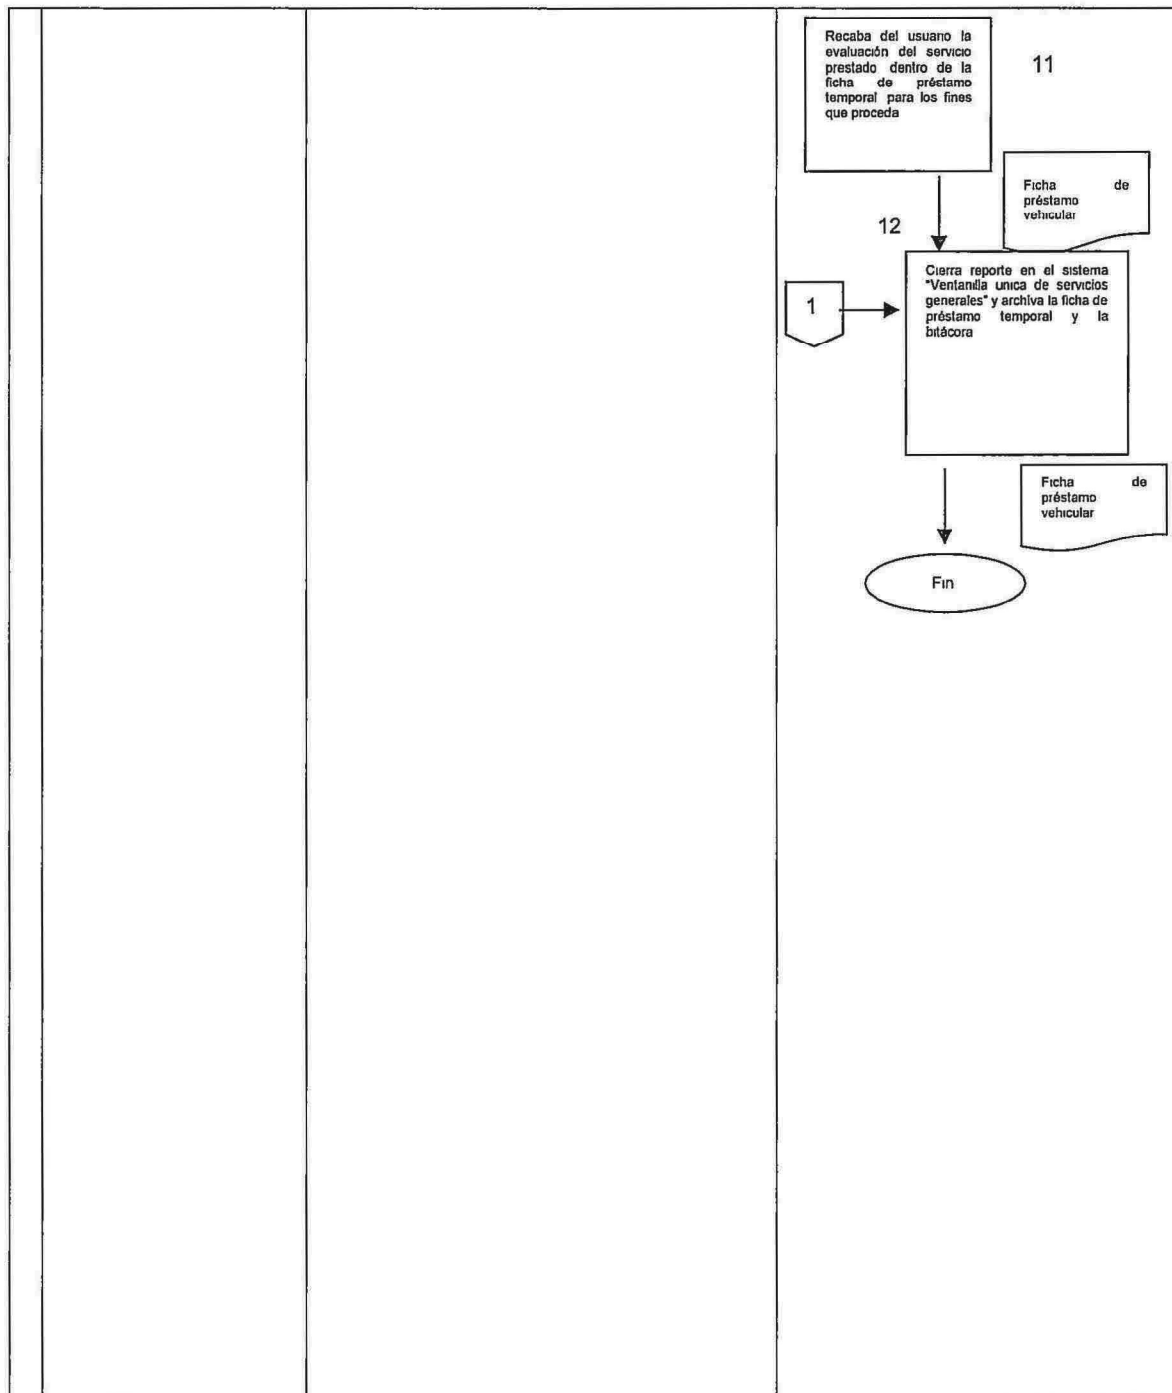 Recaba del usuario la
evaluación del servicio
prestado dentro de la
ficha de préstamo
temporal para los fines
que proceda
11
Ficha de
préstamo
vehicular
12
Cierra reporte en el sistema
"Ventanilla unica de servicios
generales" y archiva la ficha de
préstamo temporal y la
bitácora
1
Ficha de
préstamo
vehicular
Fin